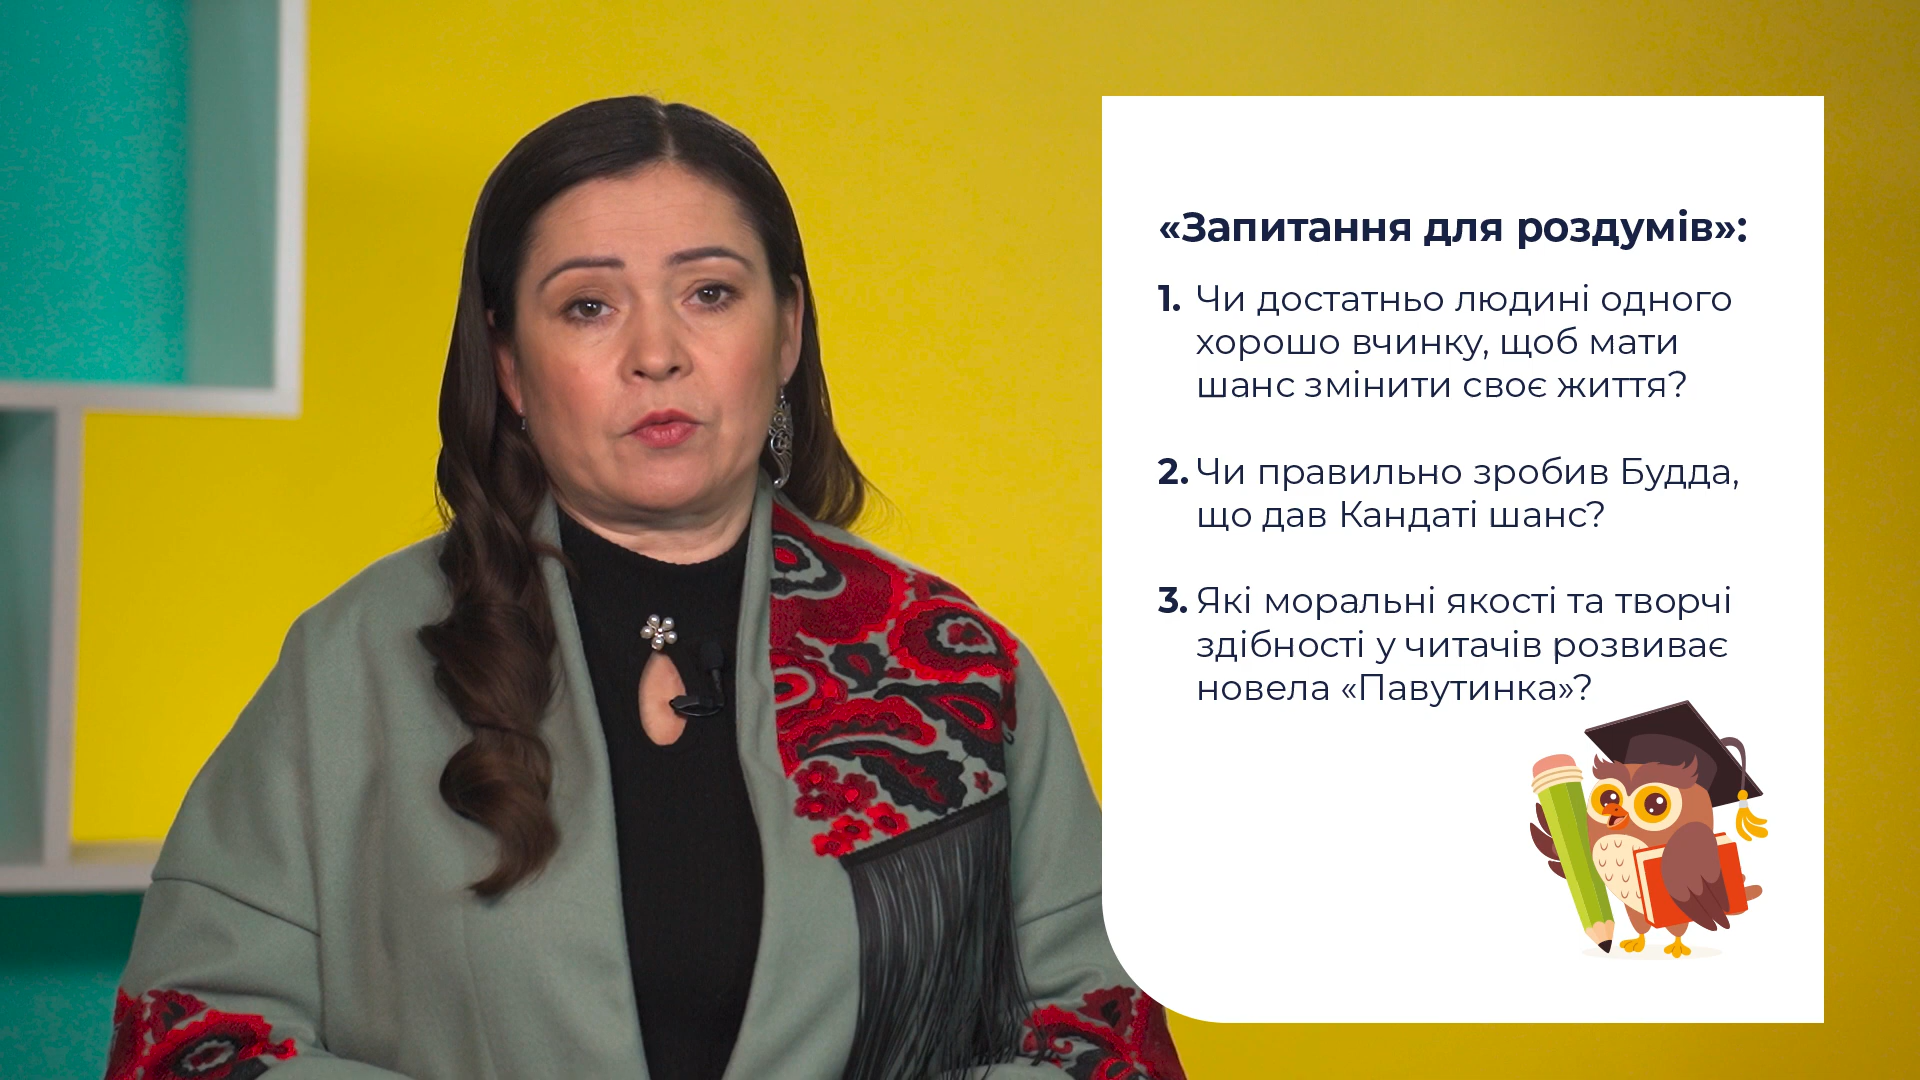 «Запитання для роздумів»:
1. Чи достатньо людині одного
хорошо вчинку, щоб мати
шанс змінити своє життя?
2. Чи правильно зробив Будда,
що дав Кандаті шанс?
3. Які моральні якості та творчі
здібності у читачів розвиває
новела «Павутинка»?